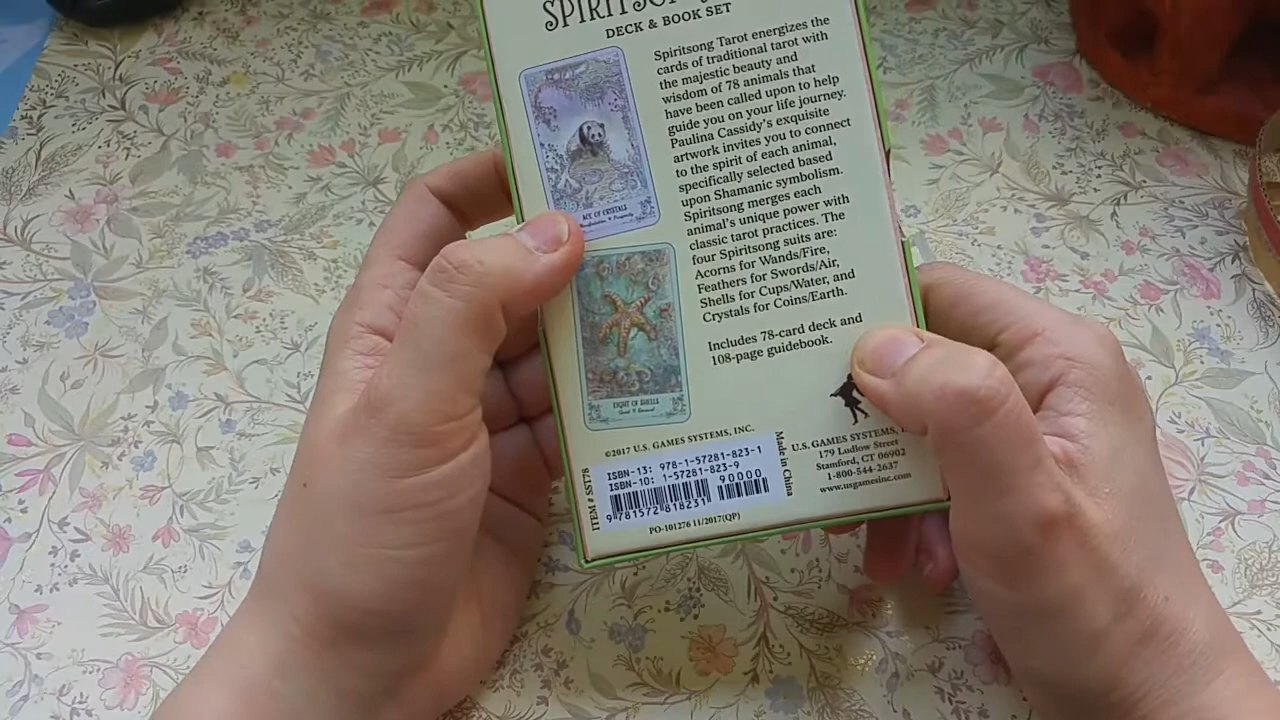 SPIRITSO
DECK & BOOK SET
Spiritsong Tarot energizes the
cards of traditional tarot with
the majestic beauty and
wisdom of 78 animals that
have been called upon to help
guide you on your life journey.
Paulina Cassidy's exquisite
artwork invites you to connect
to the spirit of each animal,
specifically selected based
upon Shamanic symbolism.
Spiritsong merges each
animal's unique power with
classic tarot practices. The
four Spiritsong suits are:
Acorns for Wands/Fire,
Feathers for Swords/Air,
Shells for Cups/Water, and
Crystals for Coins/Earth.
Includes 78-card deck and
108-page guidebook.
OF CRYSTALS
EIGHT OF SHELLS
©2017 U.S. GAMES SYSTEMS, INC.
ITEM # SST78
ISBN-13: 978-1-57281-823-1
ISBN-10: 1-57281-823-9
90000
9 781572 818231
Made in China
PO-101276 11/2017(QP)
U.S. GAMES SYSTEMS, I
179 Ludlow Street
Stamford, CT 06902
1-800-544-2637
www.usgamesinc.com